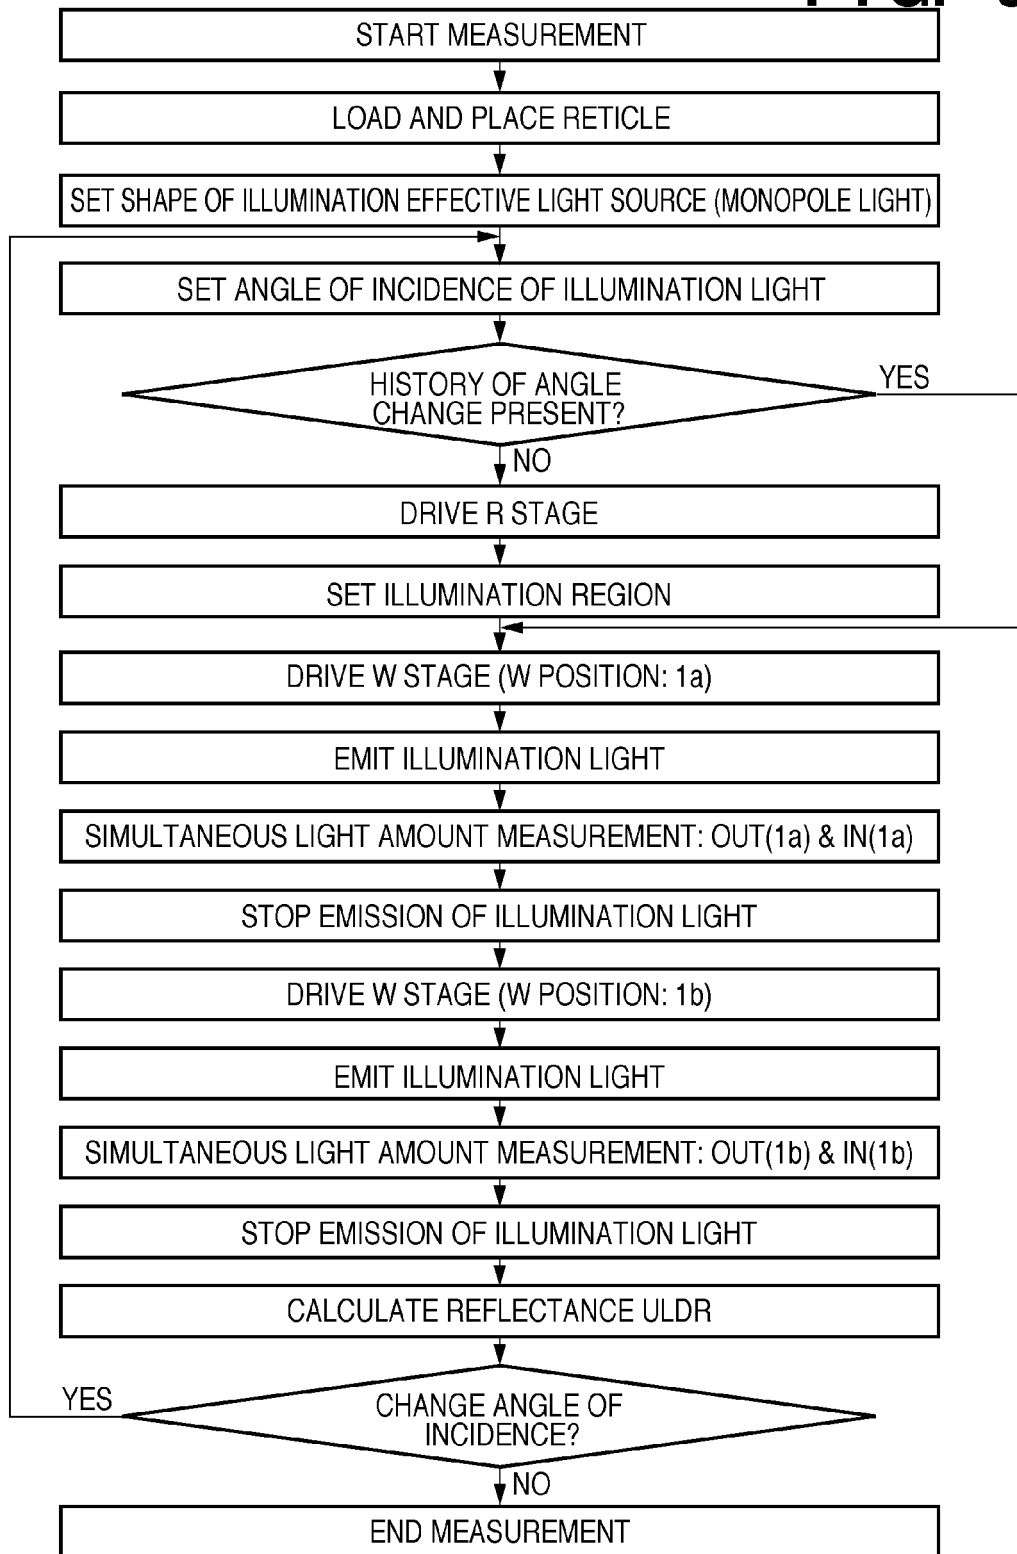 START MEASUREMENT
LOAD AND PLACE RETICLE
SET SHAPE OF ILLUMINATION EFFECTIVE LIGHT SOURCE (MONOPOLE LIGHT)
SET ANGLE OF INCIDENCE OF ILLUMINATION LIGHT
HISTORY OF ANGLE
CHANGE PRESENT?
YES
NO
DRIVE R STAGE
SET ILLUMINATION REGION
DRIVE W STAGE (W POSITION: 1a)
EMIT ILLUMINATION LIGHT
SIMULTANEOUS LIGHT AMOUNT MEASUREMENT: OUT(1a) & IN(1a)
STOP EMISSION OF ILLUMINATION LIGHT
DRIVE W STAGE (W POSITION: 1b)
EMIT ILLUMINATION LIGHT
SIMULTANEOUS LIGHT AMOUNT MEASUREMENT: OUT(1b) & IN(1b)
STOP EMISSION OF ILLUMINATION LIGHT
CALCULATE REFLECTANCE ULDR
YES
CHANGE ANGLE OF
INCIDENCE?
NO
END MEASUREMENT